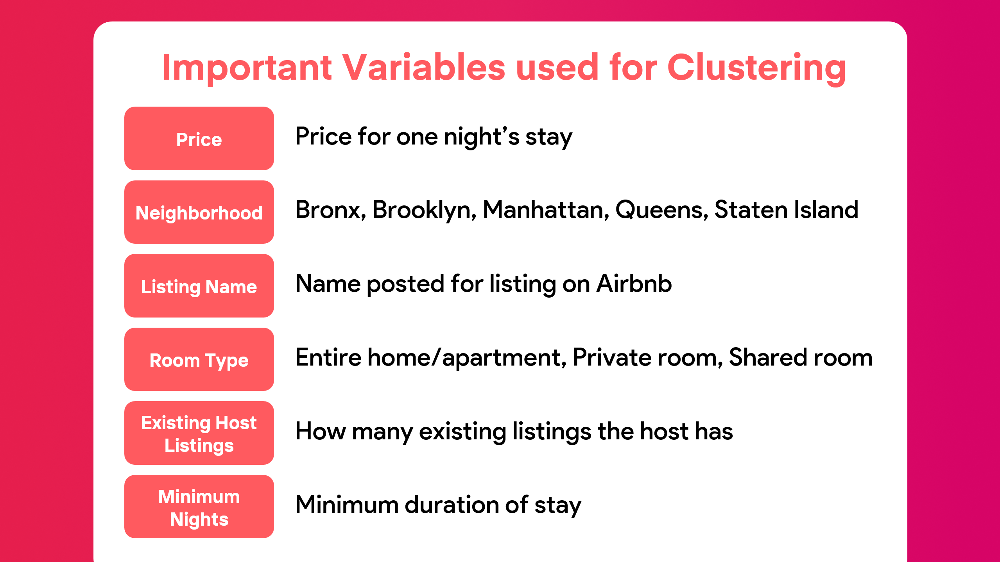 Important Variables used for Clustering
Price
Price for one night’s stay
Neighborhood
Bronx, Brooklyn, Manhattan, Queens, Staten Island
Listing Name
Name posted for listing on Airbnb
Room Type
Entire home/apartment, Private room, Shared room
Existing Host
Listings
How many existing listings the host has
Minimum
Nights
Minimum duration of stay